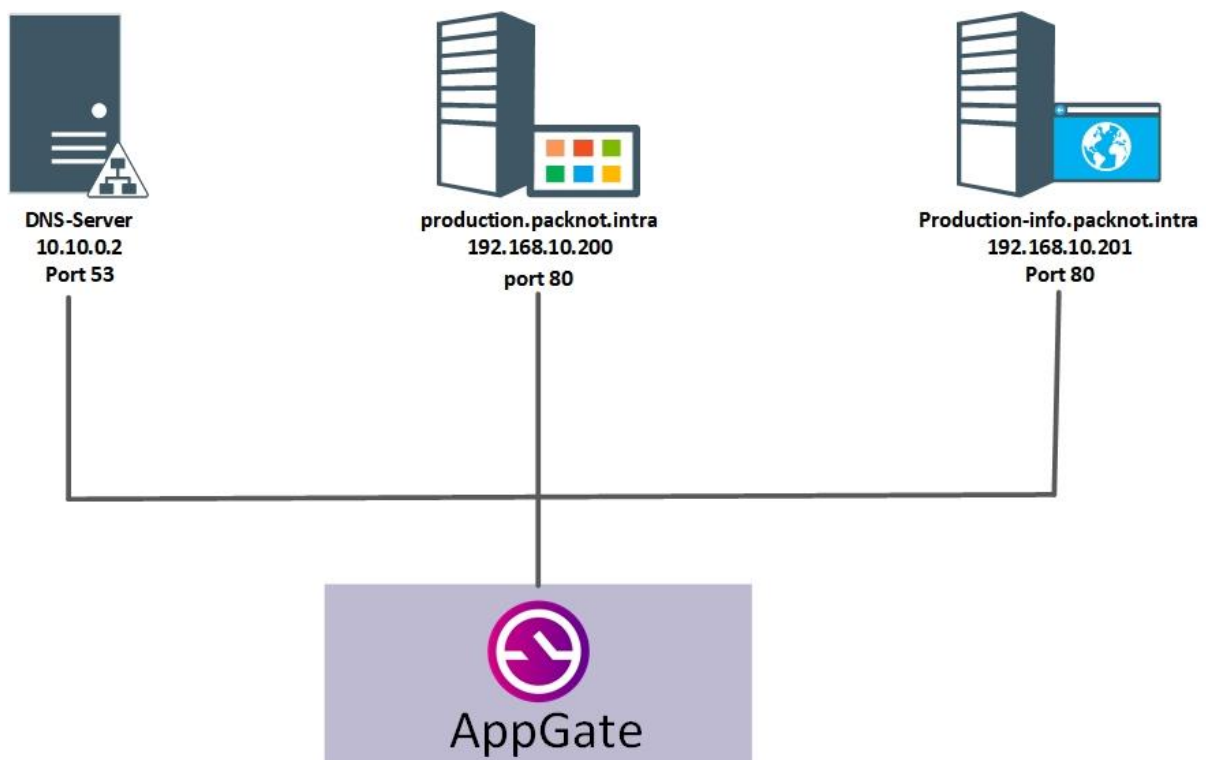 DNS-Server
10.10.0.2
Port 53
production.packnot.intra
192.168.10.200
port 80
Production-info.packnot.intra
192.168.10.201
Port 80
AppGate